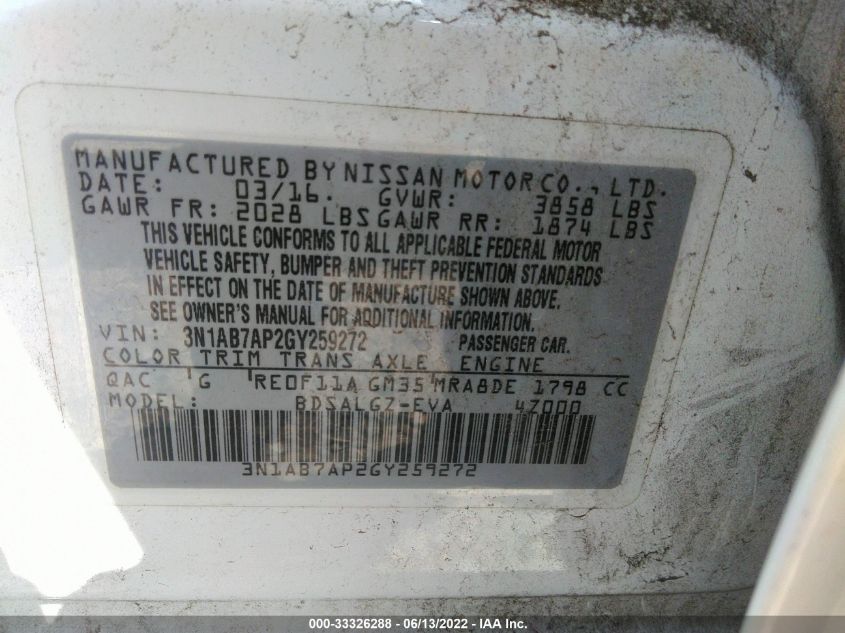 MANUFACTURED BY NISSAN MOTOR CO., LTD.
DATE: 03/16. GVWR: 3858 LBS
GAWR FR: 2028 LBS GAWR RR: 1874 LBS
THIS VEHICLE CONFORMS TO ALL APPLICABLE FEDERAL MOTOR
VEHICLE SAFETY, BUMPER AND THEFT PREVENTION STANDARDS
IN EFFECT ON THE DATE OF MANUFACTURE SHOWN ABOVE.
SEE OWNER'S MANUAL FOR ADDITIONAL INFORMATION.
VIN: 3N1AB7AP2GY259272 PASSENGER CAR.
COLOR TRIM TRANS AXLE ENGINE
QAC G RE0F11A GM35 MRA8DE 1798 CC
MODEL: BDSALGZ-EVA 4Z000
3N1AB7AP2GY259272
000-33326288 - 06/13/2022 - IAA Inc.